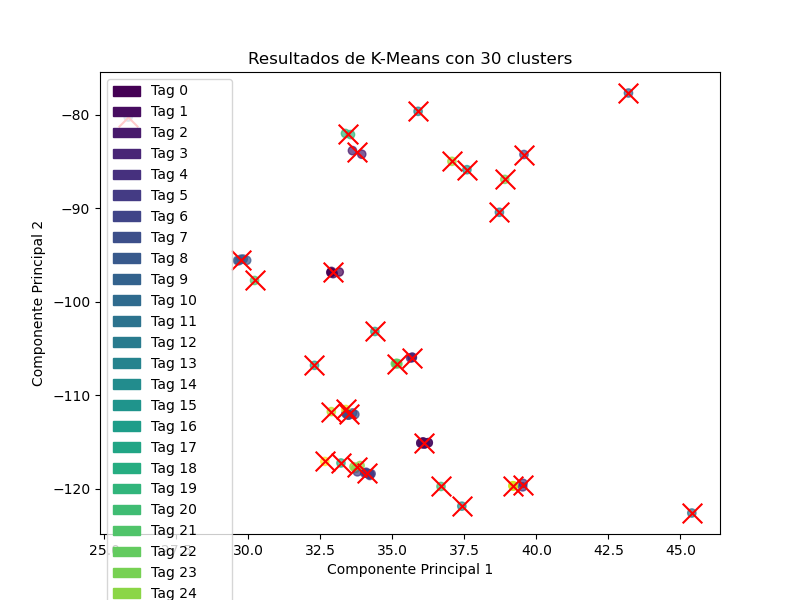 Resultados de K-Means con 30 clusters
Tag 0
Tag 1
Tag 2
Tag 3
Tag 4
Tag 5
Tag 6
Tag 7
Tag 8
Tag 9
Tag 10
Tag 11
Tag 12
Tag 13
Tag 14
Tag 15
Tag 16
Tag 17
Tag 18
Tag 19
Tag 20
Tag 21
Tag 22
Tag 23
Tag 24
Componente Principal 2
−80
−90
−100
−110
−120
30.0 32.5 35.0 37.5 40.0 42.5 45.0
Componente Principal 1